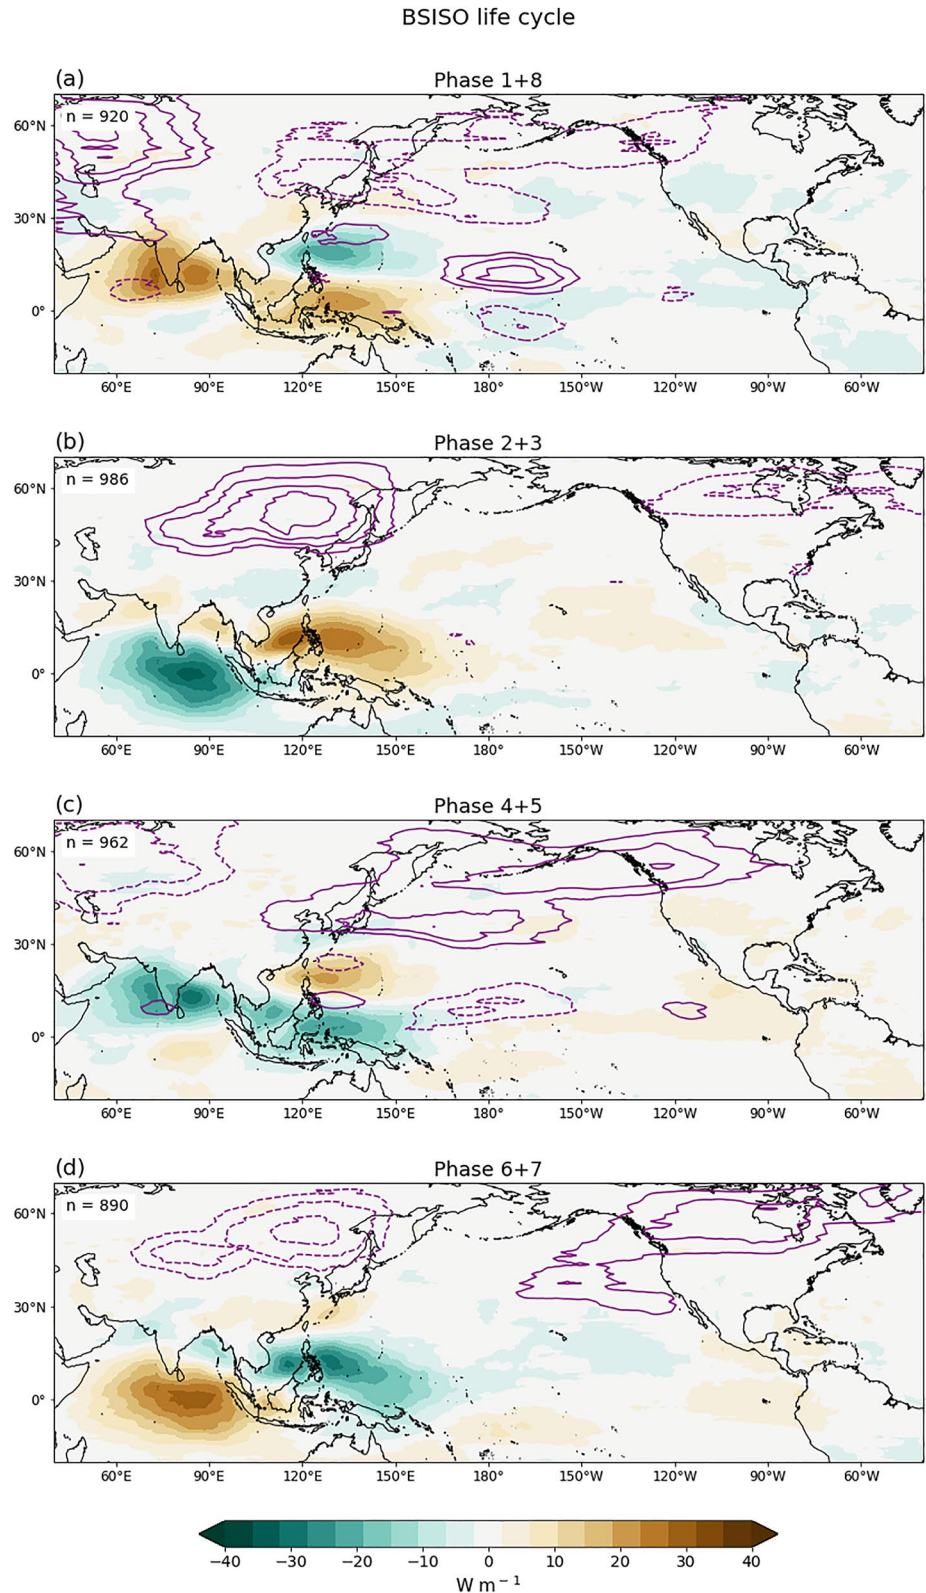 BSISO life cycle
(a)
Phase 1+8
n = 920
60°N
30°N
0°
60°E 90°E 120°E 150°E 180° 150°W 120°W 90°W 60°W
(b)
Phase 2+3
n = 986
60°N
30°N
0°
60°E 90°E 120°E 150°E 180° 150°W 120°W 90°W 60°W
(c)
Phase 4+5
n = 962
60°N
30°N
0°
60°E 90°E 120°E 150°E 180° 150°W 120°W 90°W 60°W
(d)
Phase 6+7
n = 890
60°N
30°N
0°
60°E 90°E 120°E 150°E 180° 150°W 120°W 90°W 60°W
−40 −30 −20 −10 0 10 20 30 40
W m⁻¹